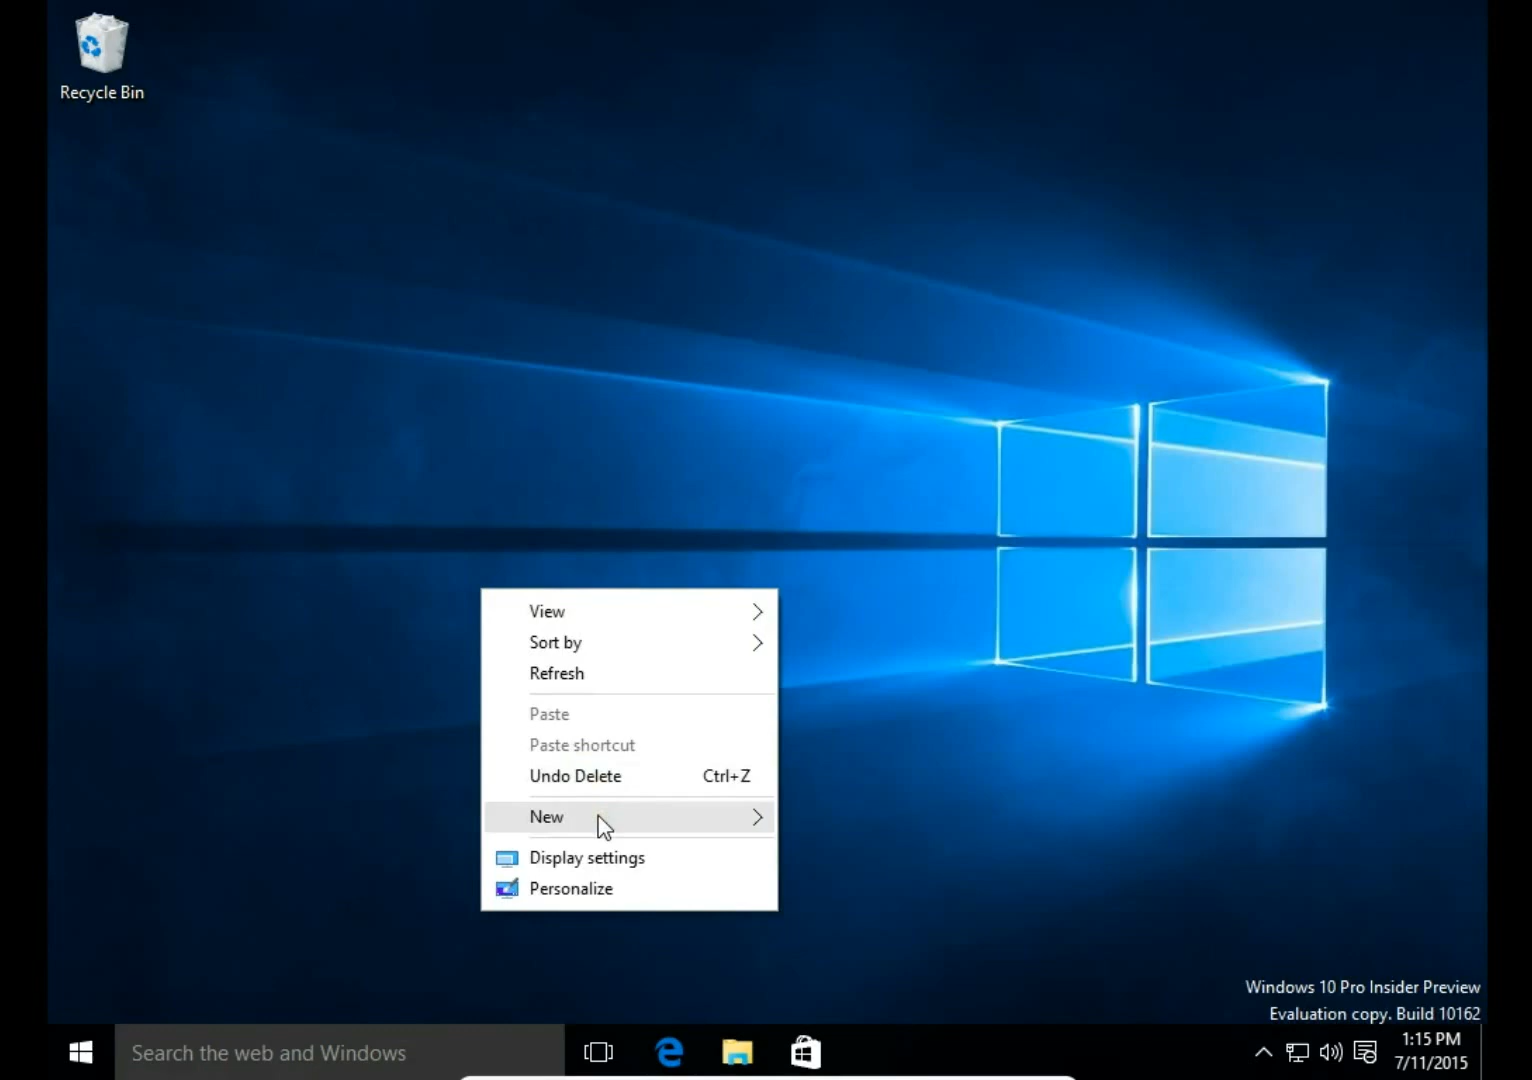 Recycle Bin
View
Sort by
Refresh
Paste
Paste shortcut
Undo Delete Ctrl+Z
New
Display settings
Personalize
Windows 10 Pro Insider Preview
Evaluation copy. Build 10162
Search the web and Windows
1:15 PM
7/11/2015